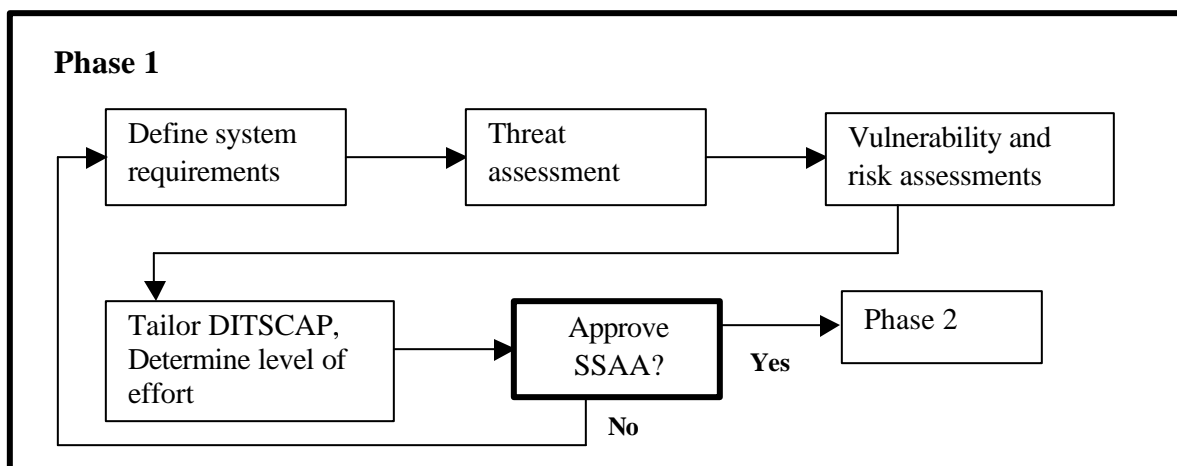 Phase 1
Define system
requirements
Threat
assessment
Vulnerability and
risk assessments
Tailor DITSCAP,
Determine level of
effort
Approve
SSAA?
Yes
Phase 2
No